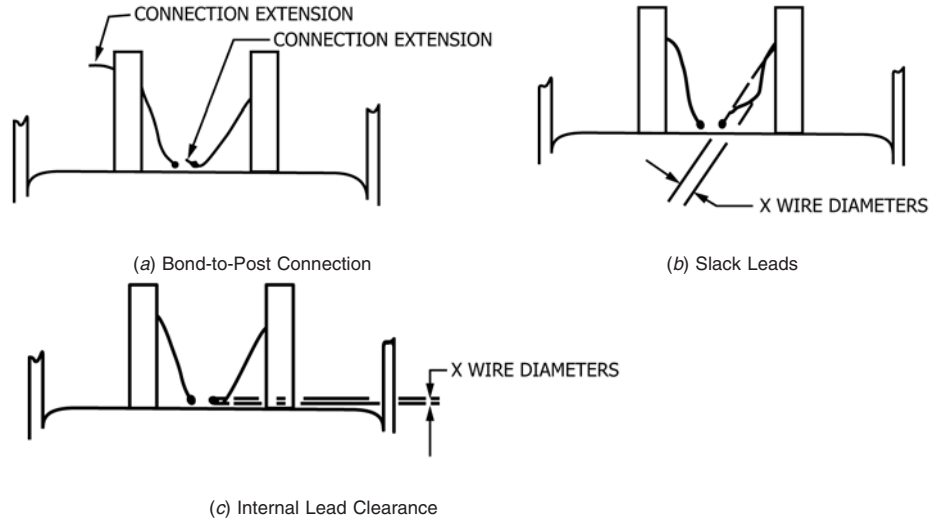 CONNECTION EXTENSION
CONNECTION EXTENSION
X WIRE DIAMETERS
(a) Bond-to-Post Connection
(b) Slack Leads
X WIRE DIAMETERS
(c) Internal Lead Clearance